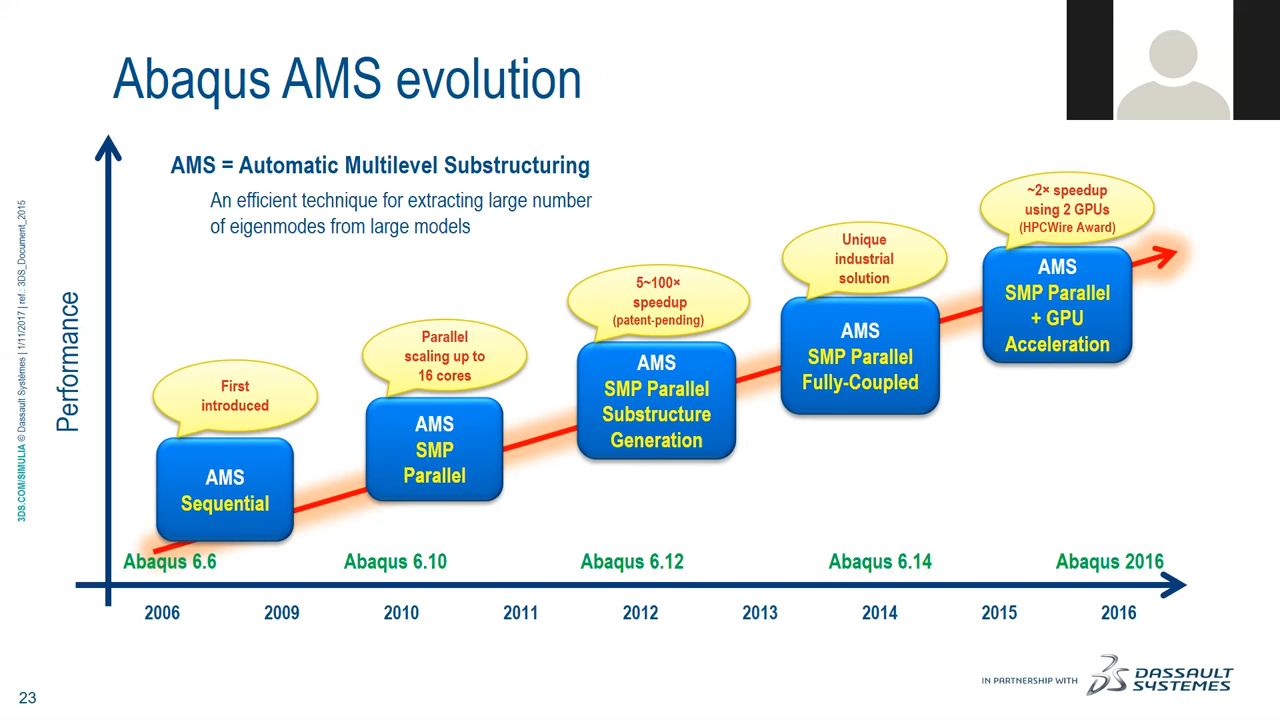 Abaqus AMS evolution
AMS = Automatic Multilevel Substructuring
An efficient technique for extracting large number
of eigenmodes from large models
3DS.COM/SIMULIA © Dassault Systèmes | 1/11/2017 | ref.: 3DS_Document_2015
Performance
First
introduced
AMS
Sequential
Parallel
scaling up to
16 cores
AMS
SMP
Parallel
5~100×
speedup
(patent-pending)
AMS
SMP Parallel
Substructure
Generation
Unique
industrial
solution
AMS
SMP Parallel
Fully-Coupled
~2× speedup
using 2 GPUs
(HPCWire Award)
AMS
SMP Parallel
+ GPU
Acceleration
Abaqus 6.6
Abaqus 6.10
Abaqus 6.12
Abaqus 6.14
Abaqus 2016
2006
2009
2010
2011
2012
2013
2014
2015
2016
23
IN PARTNERSHIP WITH
DASSAULT
SYSTEMES